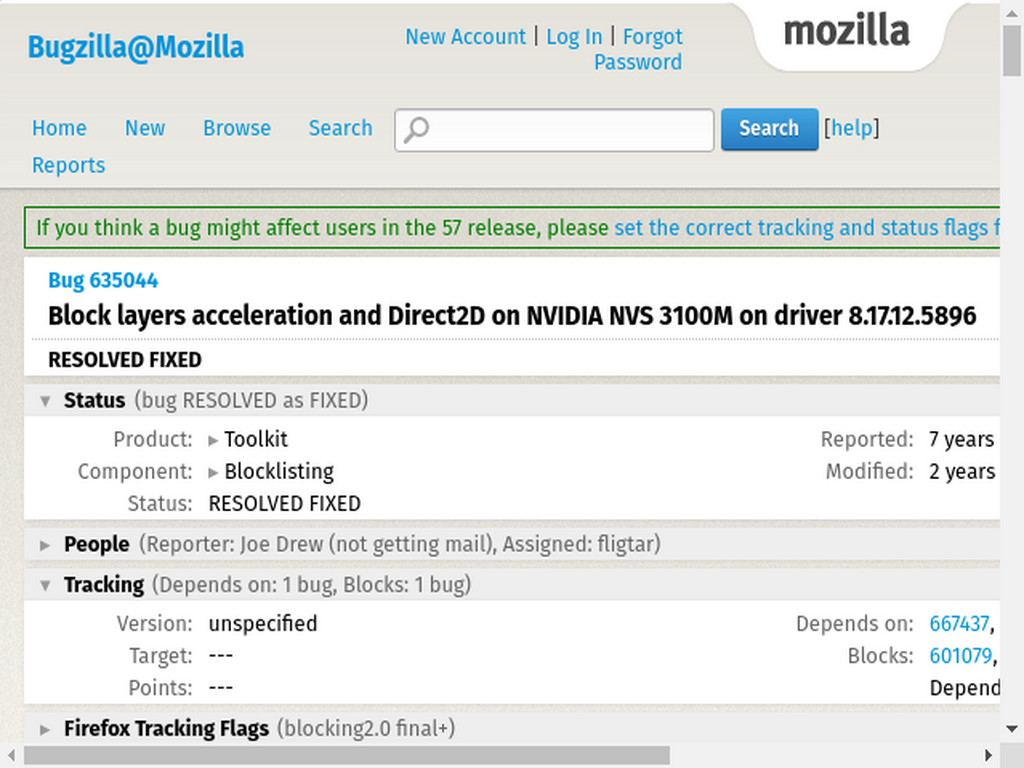 Bugzilla@Mozilla
New Account | Log In | Forgot
Password
mozilla
Home New Browse Search Search [help]
Reports
If you think a bug might affect users in the 57 release, please set the correct tracking and status flags f
Bug 635044
Block layers acceleration and Direct2D on NVIDIA NVS 3100M on driver 8.17.12.5896
RESOLVED FIXED
▾ Status (bug RESOLVED as FIXED)
Product: ▸ Toolkit Reported: 7 years
Component: ▸ Blocklisting Modified: 2 years
Status: RESOLVED FIXED
▸ People (Reporter: Joe Drew (not getting mail), Assigned: fligtar)
▾ Tracking (Depends on: 1 bug, Blocks: 1 bug)
Version: unspecified Depends on: 667437,
Target: --- Blocks: 601079,
Points: --- Depend
▸ Firefox Tracking Flags (blocking2.0 final+)